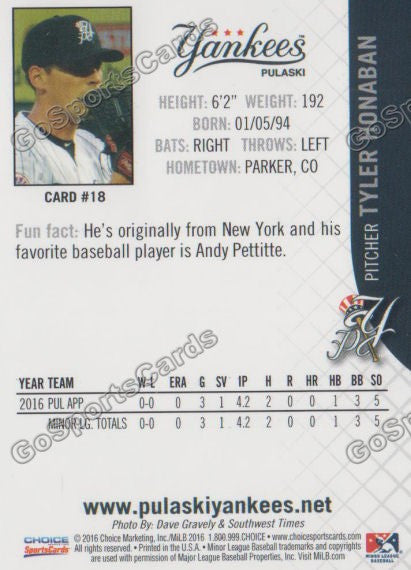 Yankees™
PULASKI
HEIGHT: 6'2" WEIGHT: 192
BORN: 01/05/94
BATS: RIGHT THROWS: LEFT
HOMETOWN: PARKER, CO
CARD #18
PITCHER TYLER HONAHAN
Fun fact: He's originally from New York and his
favorite baseball player is Andy Pettitte.
YEAR TEAM W-L ERA G SV IP H R HR HB BB SO
2016 PUL APP 0-0 0 3 1 4.2 2 0 0 1 3 5
MINOR LG. TOTALS 0-0 0 3 1 4.2 2 0 0 1 3 5
www.pulaskiyankees.net
Photo By: Dave Gravely & Southwest Times
CHOICE
SportsCards
© 2016 Choice Marketing, Inc./MiLB 2016 1.800.999.CHOICE • www.choicesportscards.com
All rights reserved. • Printed in the U.S.A. • Minor League Baseball trademarks and copyrights
are used with permission of Major League Baseball Properties, Inc. Visit MiLB.com
MINOR LEAGUE
BASEBALL
GoSportsCards
GoSportsCards
GoSportsCards
GoSportsCards
GoSportsCards